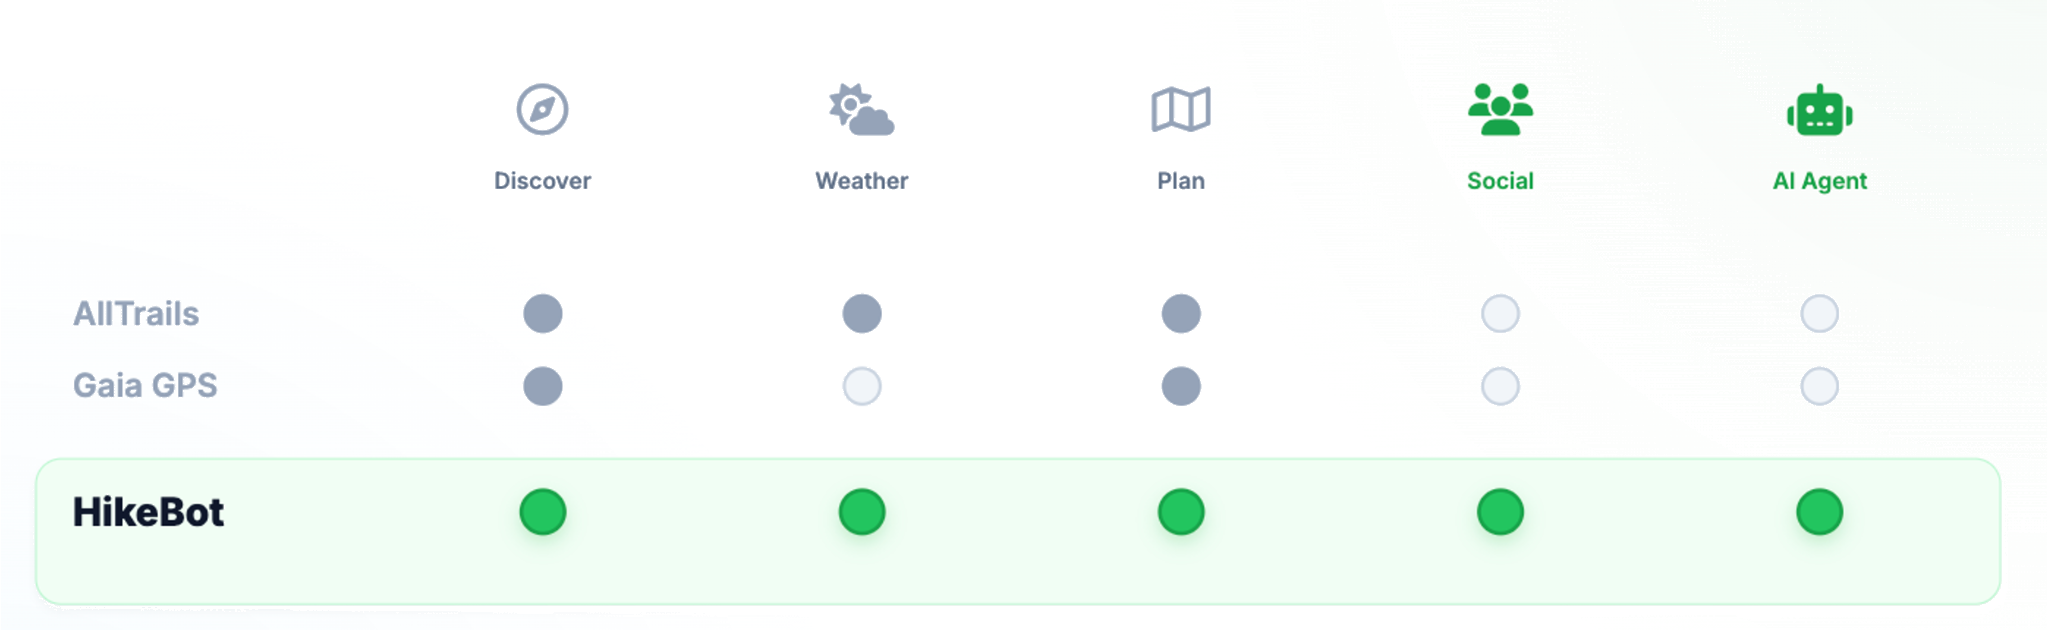 Discover Weather Plan Social AI Agent
AllTrails
Gaia GPS
HikeBot